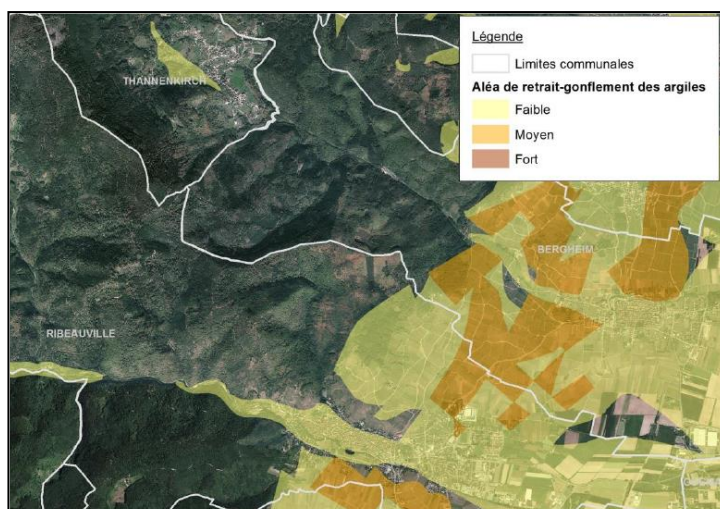 Légende
Limites communales
Aléa de retrait-gonflement des argiles
Faible
Moyen
Fort
THANNENKIRCH
BERGHEIM
RIBEAUVILLE